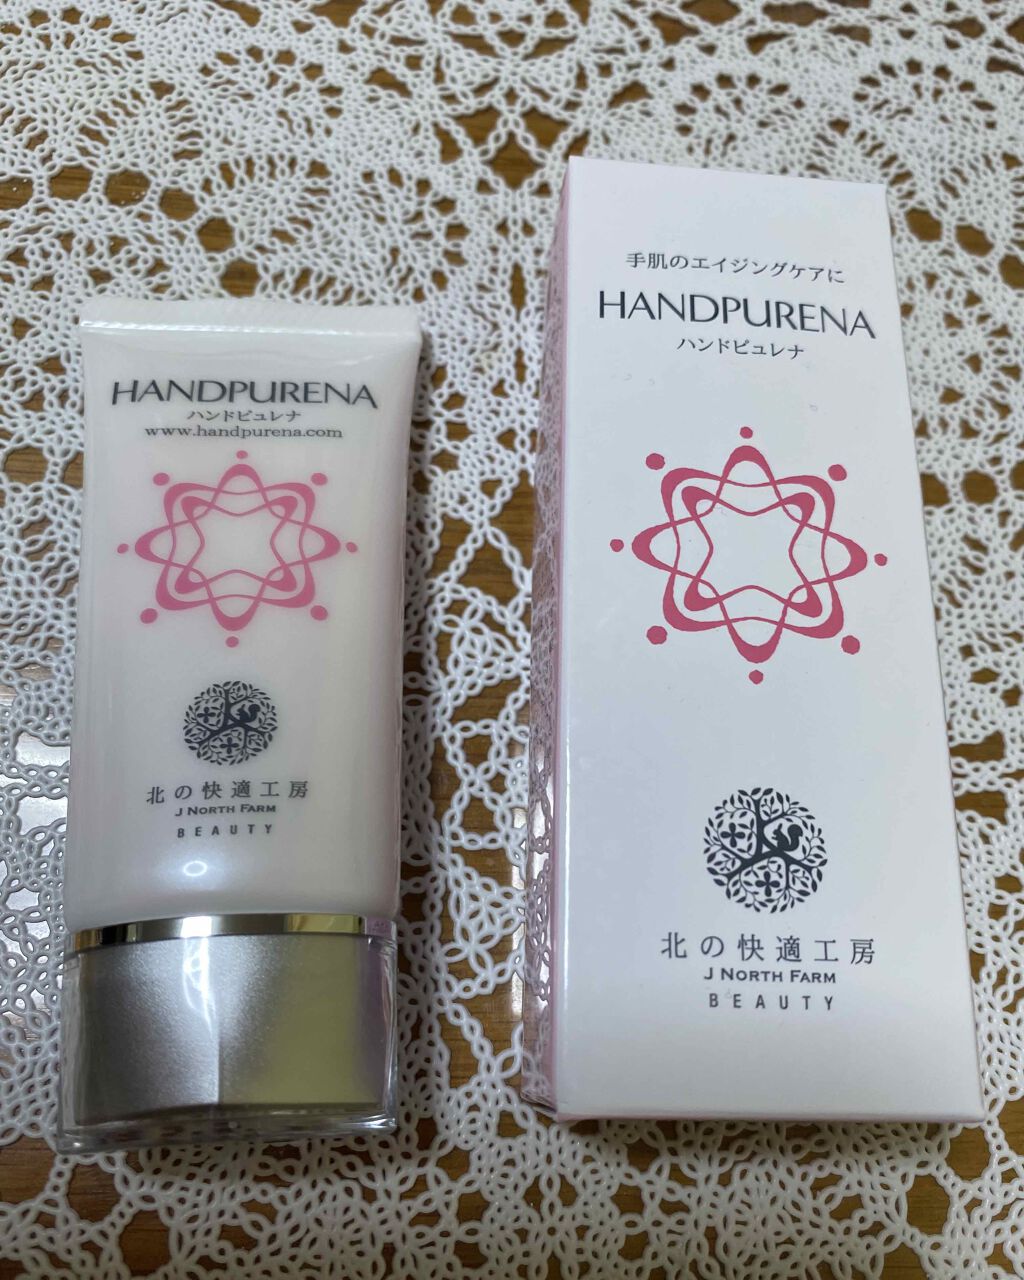 HANDPURENA
ハンドピュレナ
www.handpurena.com
北の快適工房
J NORTH FARM
BEAUTY
手肌のエイジングケアに
HANDPURENA
ハンドピュレナ
北の快適工房
J NORTH FARM
BEAUTY